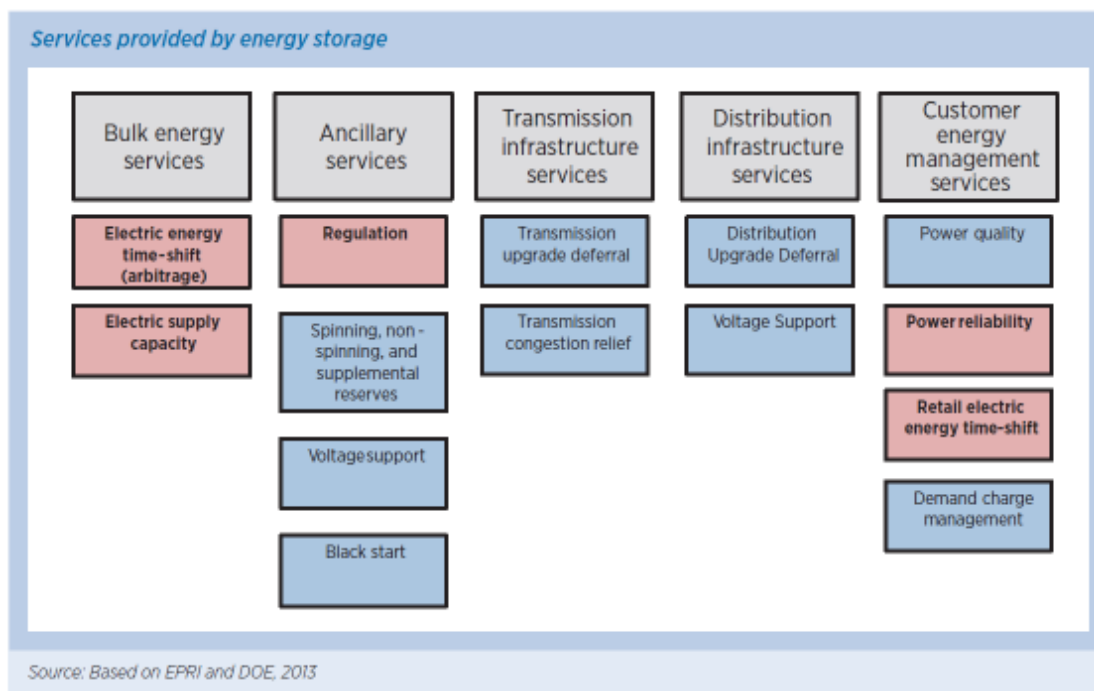 Services provided by energy storage
Bulk energy
services
Electric energy
time-shift
(arbitrage)
Electric supply
capacity
Ancillary
services
Regulation
Spinning, non -
spinning, and
supplemental
reserves
Voltage support
Black start
Transmission
infrastructure
services
Transmission
upgrade deferral
Transmission
congestion relief
Distribution
infrastructure
services
Distribution
Upgrade Deferral
Voltage Support
Customer
energy
management
services
Power quality
Power reliability
Retail electric
energy time-shift
Demand charge
management
Source: Based on EPRI and DOE, 2013